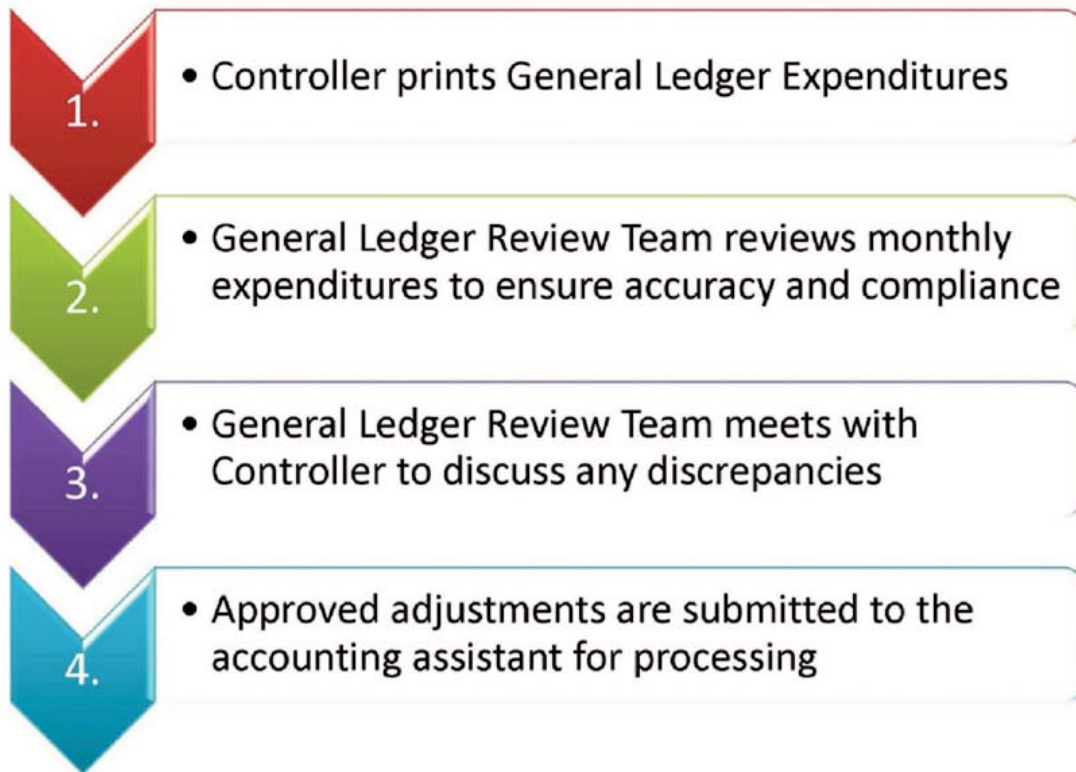 1.
• Controller prints General Ledger Expenditures
2.
• General Ledger Review Team reviews monthly
expenditures to ensure accuracy and compliance
3.
• General Ledger Review Team meets with
Controller to discuss any discrepancies
4.
• Approved adjustments are submitted to the
accounting assistant for processing